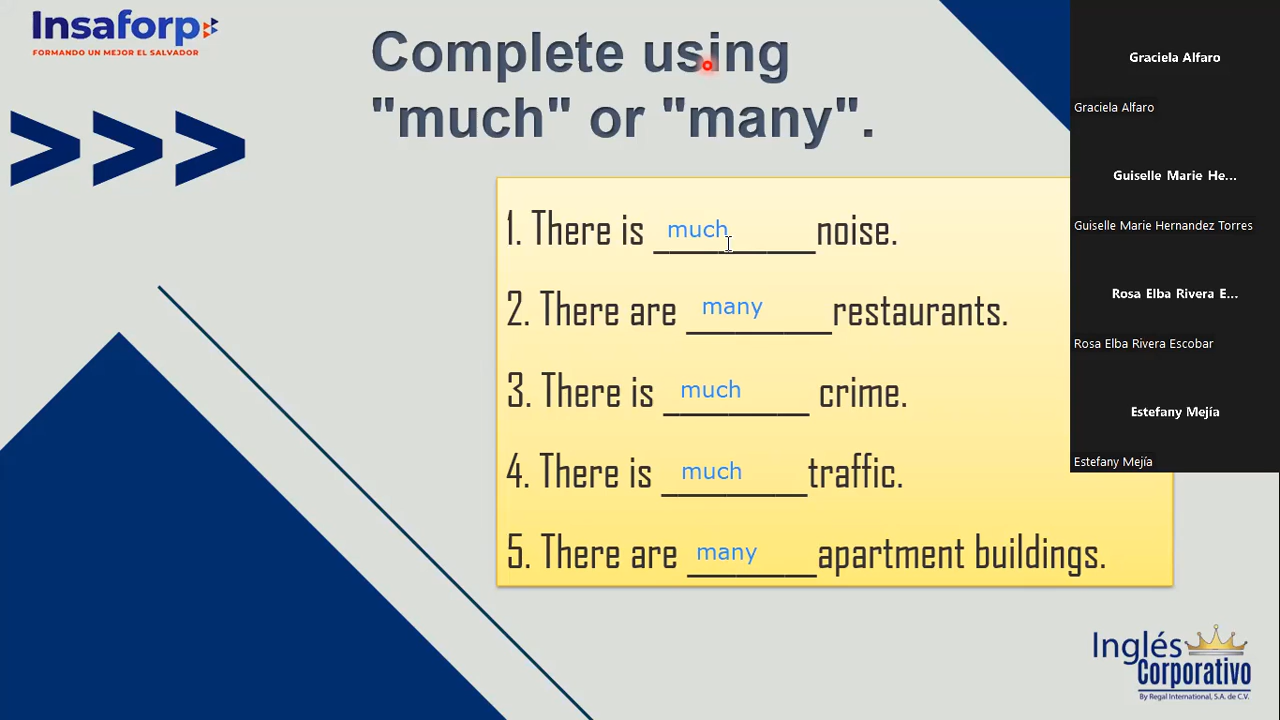 Insaforp
FORMANDO UN MEJOR EL SALVADOR
Complete using
"much" or "many".
>>>
1. There is much noise.
2. There are many restaurants.
3. There is much crime.
4. There is much traffic.
5. There are many apartment buildings.
Graciela Alfaro
Graciela Alfaro
Guiselle Marie He...
Guiselle Marie Hernandez Torres
Rosa Elba Rivera E...
Rosa Elba Rivera Escobar
Estefany Mejía
Estefany Mejía
Inglés
Corporativo
By Regal International, S.A. de C.V.